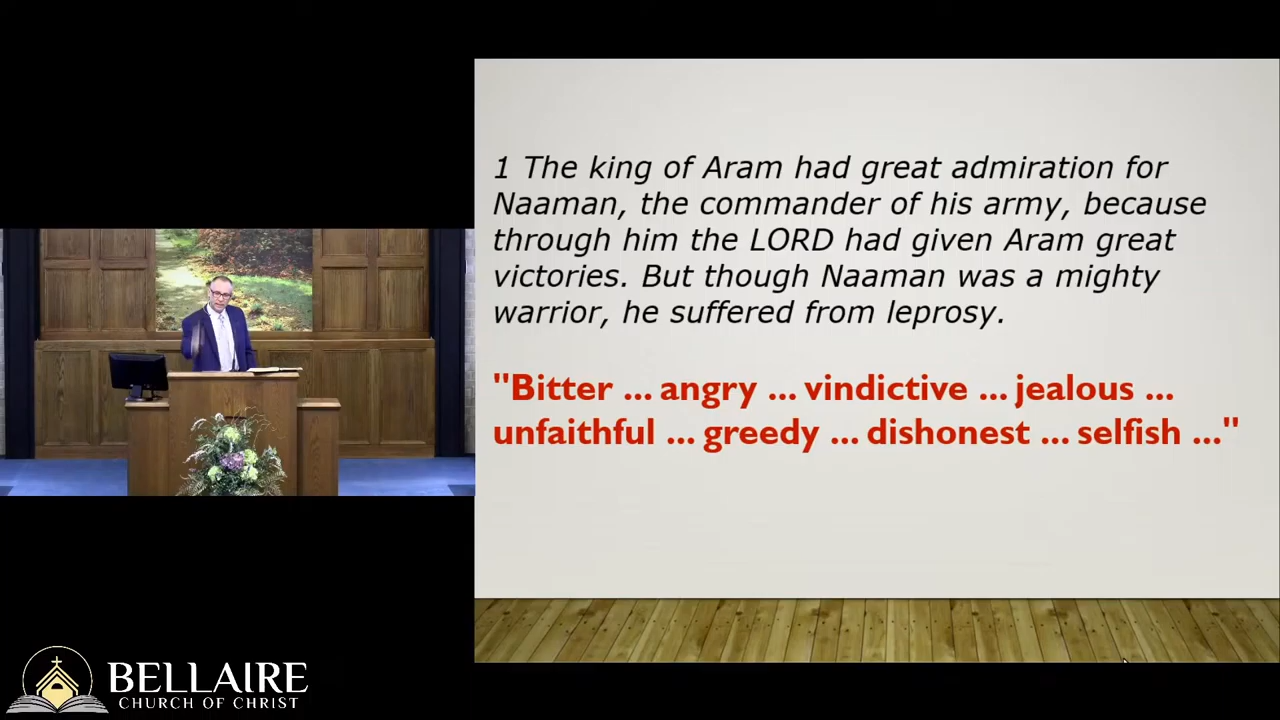 1 The king of Aram had great admiration for
Naaman, the commander of his army, because
through him the LORD had given Aram great
victories. But though Naaman was a mighty
warrior, he suffered from leprosy.
"Bitter ... angry ... vindictive ... jealous ...
unfaithful ... greedy ... dishonest ... selfish ..."
BELLAIRE
CHURCH OF CHRIST